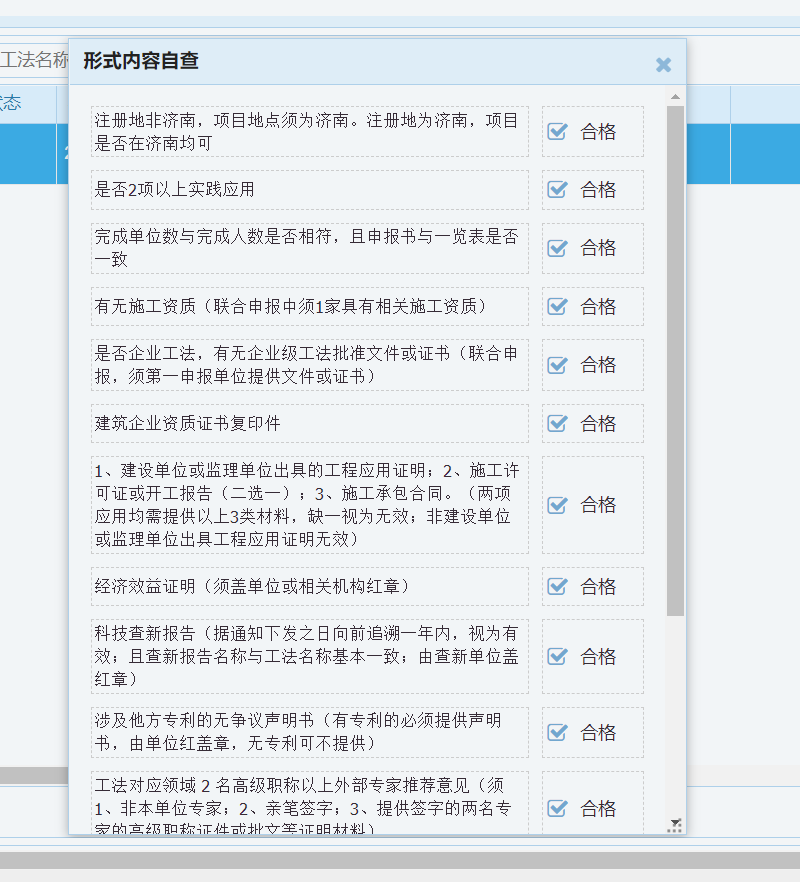 形式内容自查
工法名称
态
注册地非济南，项目地点须为济南。注册地为济南，项目
是否在济南均可
合格
是否2项以上实践应用
合格
完成单位数与完成人数是否相符，且申报书与一览表是否
一致
合格
有无施工资质（联合申报中须1家具有相关施工资质）
合格
是否企业工法，有无企业级工法批准文件或证书（联合申
报，须第一申报单位提供文件或证书）
合格
建筑企业资质证书复印件
合格
1、建设单位或监理单位出具的工程应用证明；2、施工许
可证或开工报告（二选一）；3、施工承包合同。（两项
应用均需提供以上3类材料，缺一视为无效；非建设单位
或监理单位出具工程应用证明无效）
合格
经济效益证明（须盖单位或相关机构红章）
合格
科技查新报告（据通知下发之日向前追溯一年内，视为有
效；且查新报告名称与工法名称基本一致；由查新单位盖
红章）
合格
涉及他方专利的无争议声明书（有专利的必须提供声明
书，由单位红盖章，无专利可不提供）
合格
工法对应领域 2 名高级职称以上外部专家推荐意见（须
1、非本单位专家；2、亲笔签字；3、提供签字的两名专
家的高级职称证件或批文等证明材料）
合格